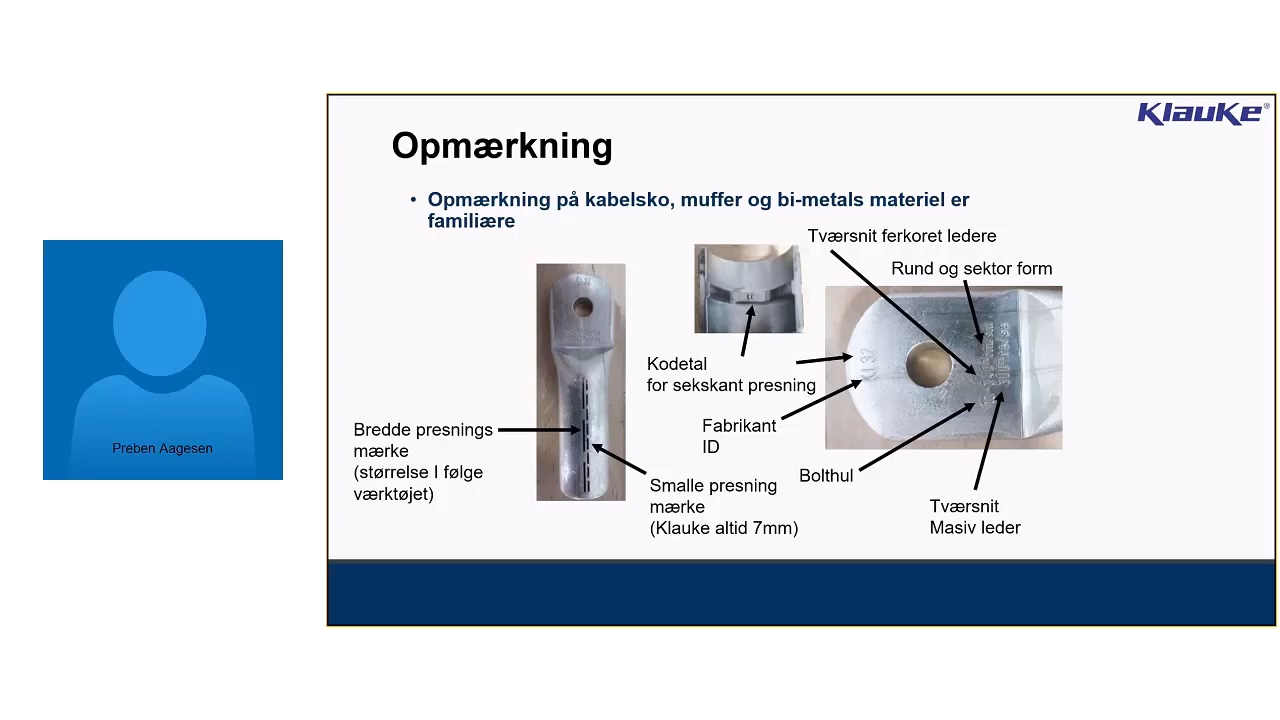 Klauke®
Opmærkning
• Opmærkning på kabelsko, muffer og bi-metals materiel er
familiære
Tværsnit ferkoret ledere
Rund og sektor form
Kodetal
for sekskant presning
Fabrikant
ID
Bredde presnings
mærke
(størrelse I følge
værktøjet)
Smalle presning
mærke
(Klauke altid 7mm)
Bolthul
Tværsnit
Masiv leder
32
Preben Aagesen